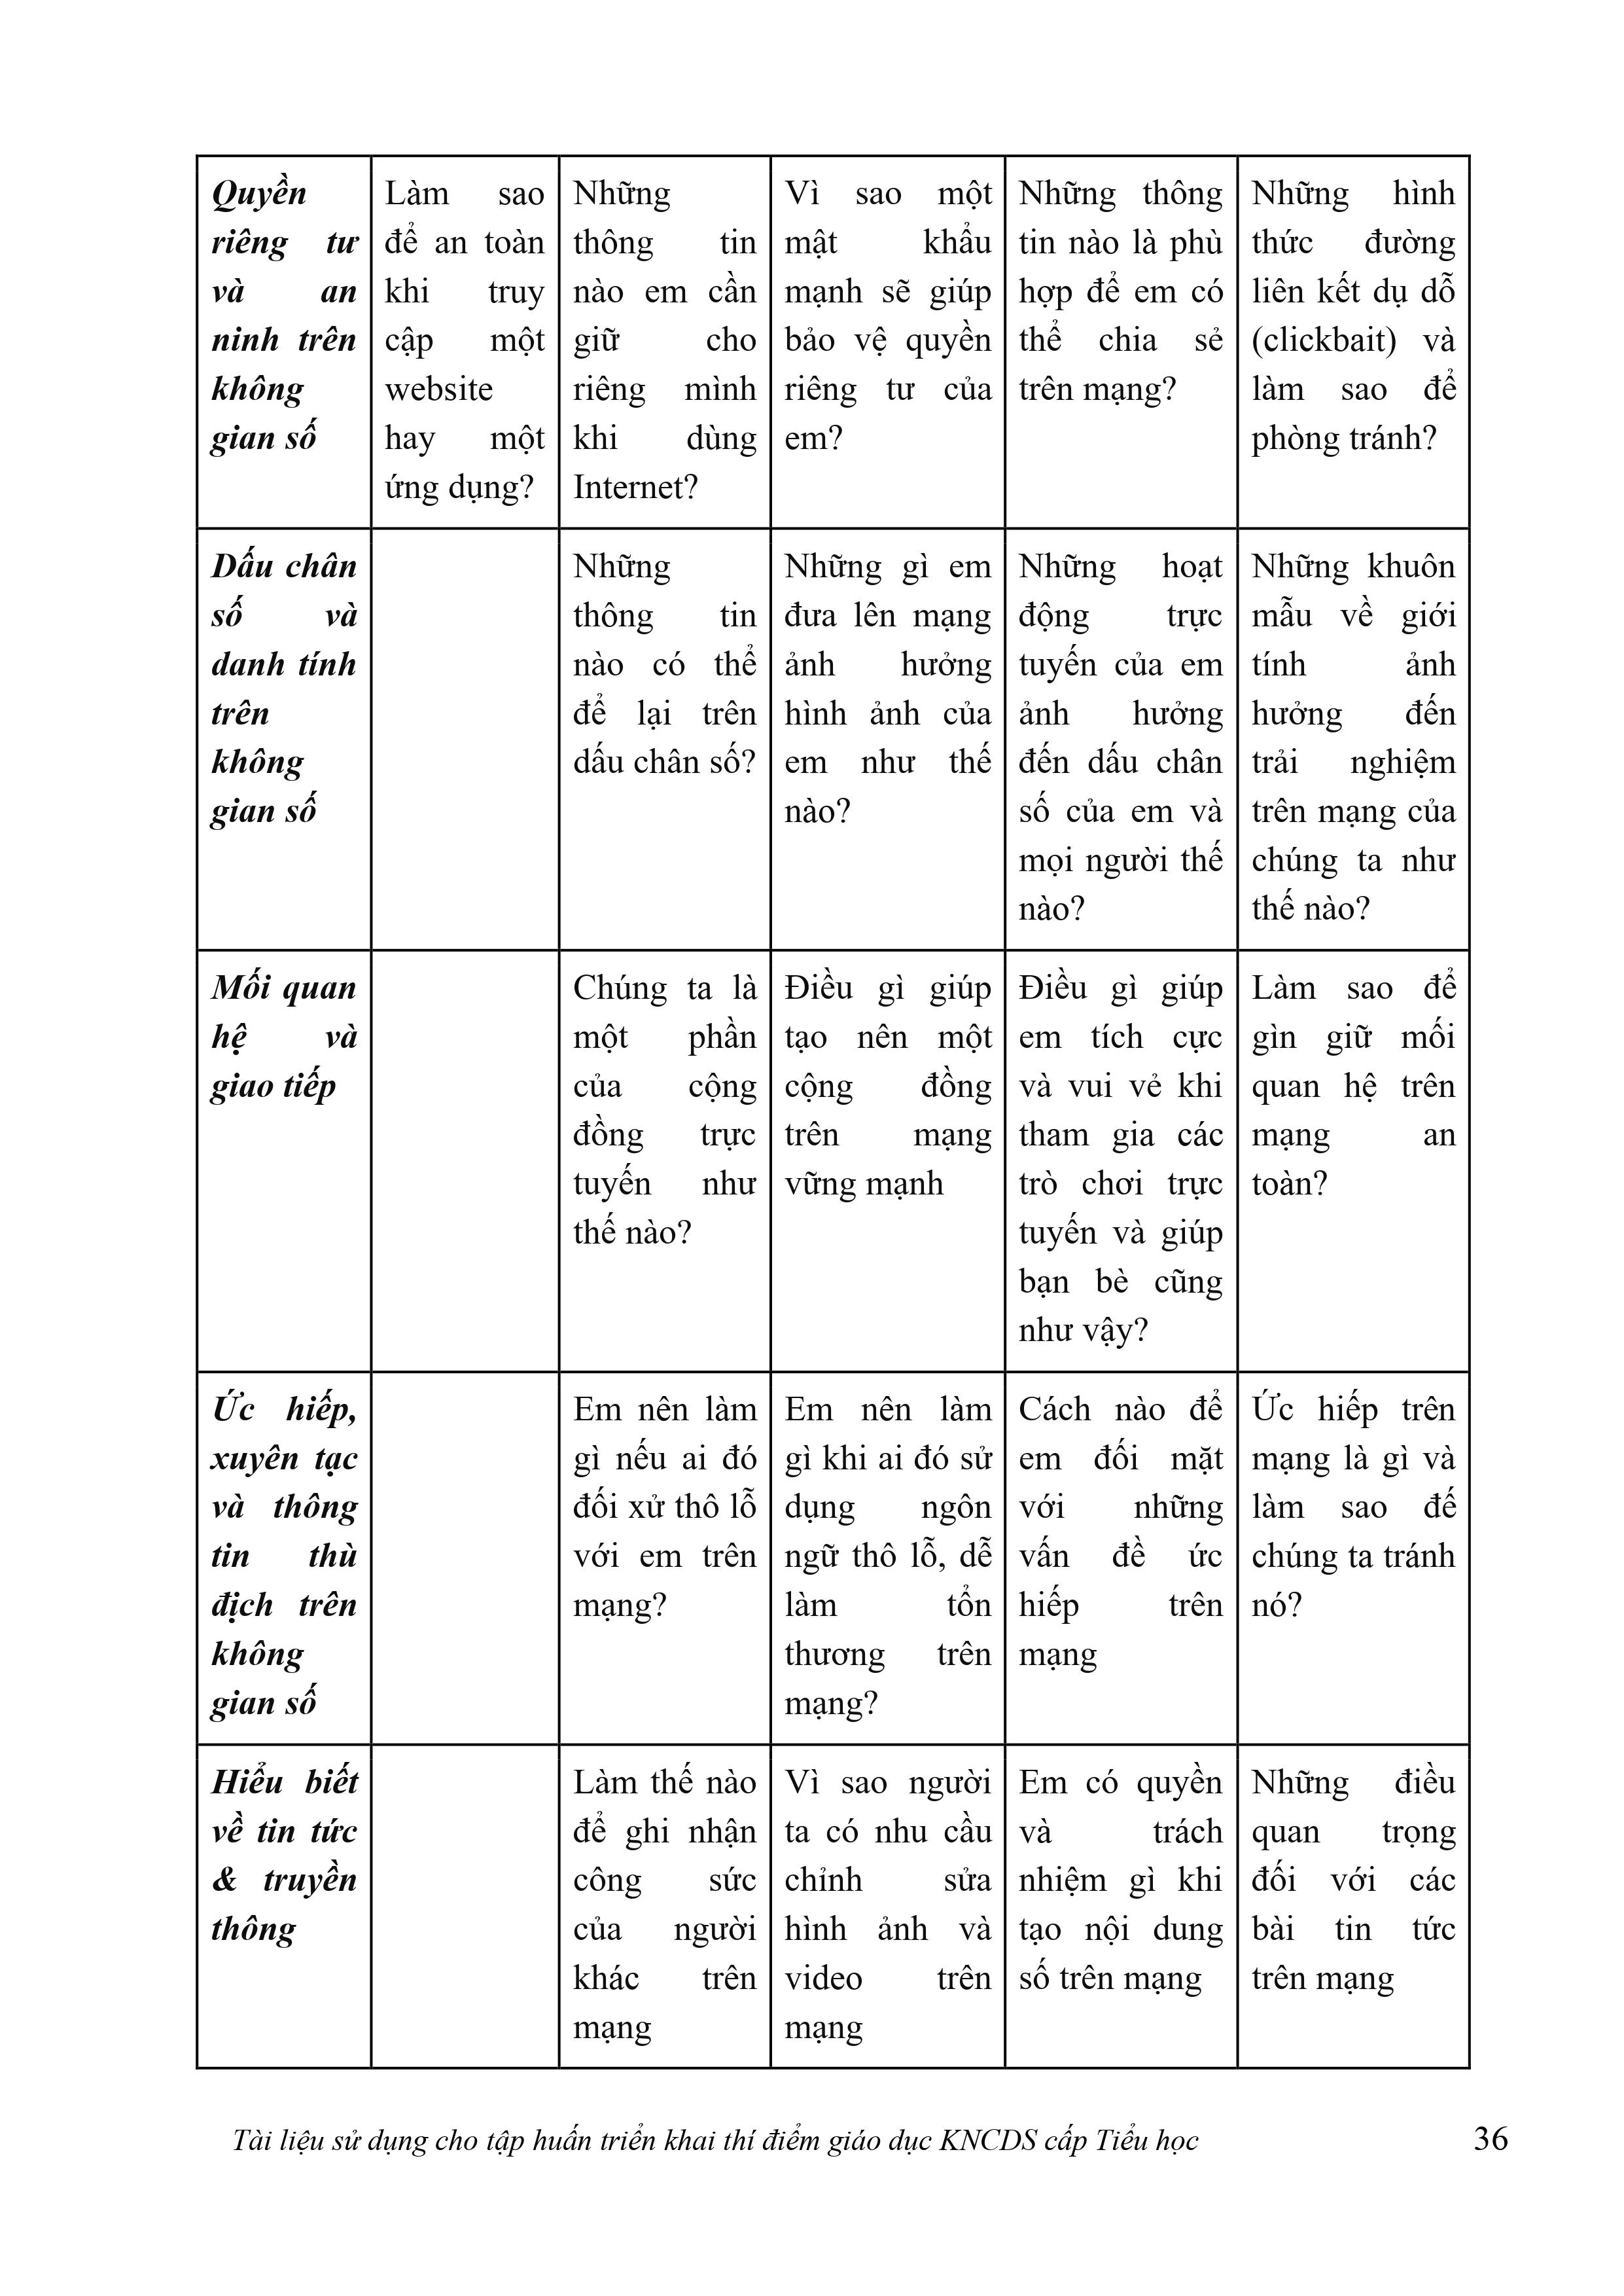 Quyền
riêng tư
và an
ninh trên
không
gian số
Làm sao
để an toàn
khi truy
cập một
website
hay một
ứng dụng?
Những
thông tin
nào em cần
giữ cho
riêng mình
khi dùng
Internet?
Vì sao một
mật khẩu
mạnh sẽ giúp
bảo vệ quyền
riêng tư của
em?
Những thông
tin nào là phù
hợp để em có
thể chia sẻ
trên mạng?
Những hình
thức đường
liên kết dụ dỗ
(clickbait) và
làm sao để
phòng tránh?
Dấu chân
số và
danh tính
trên
không
gian số
Những
thông tin
nào có thể
để lại trên
dấu chân số?
Những gì em
đưa lên mạng
ảnh hưởng
hình ảnh của
em như thế
nào?
Những hoạt
động trực
tuyến của em
ảnh hưởng
đến dấu chân
số của em và
mọi người thế
nào?
Những khuôn
mẫu về giới
tính ảnh
hưởng đến
trải nghiệm
trên mạng của
chúng ta như
thế nào?
Mối quan
hệ và
giao tiếp
Chúng ta là
một phần
của cộng
đồng trực
tuyến như
thế nào?
Điều gì giúp
tạo nên một
cộng đồng
trên mạng
vững mạnh
Điều gì giúp
em tích cực
và vui vẻ khi
tham gia các
trò chơi trực
tuyến và giúp
bạn bè cũng
như vậy?
Làm sao để
gìn giữ mối
quan hệ trên
mạng an
toàn?
Ức hiếp,
xuyên tạc
và thông
tin thù
địch trên
không
gian số
Em nên làm
gì nếu ai đó
đối xử thô lỗ
với em trên
mạng?
Em nên làm
gì khi ai đó sử
dụng ngôn
ngữ thô lỗ, dễ
làm tổn
thương trên
mạng?
Cách nào để
em đối mặt
với những
vấn đề ức
hiếp trên
mạng
Ức hiếp trên
mạng là gì và
làm sao để
chúng ta tránh
nó?
Hiểu biết
về tin tức
& truyền
thông
Làm thế nào
để ghi nhận
công sức
của người
khác trên
mạng
Vì sao người
ta có nhu cầu
chỉnh sửa
hình ảnh và
video trên
mạng
Em có quyền
và trách
nhiệm gì khi
tạo nội dung
số trên mạng
Những điều
quan trọng
đối với các
bài tin tức
trên mạng
Tài liệu sử dụng cho tập huấn triển khai thí điểm giáo dục KNCDS cấp Tiểu học
36